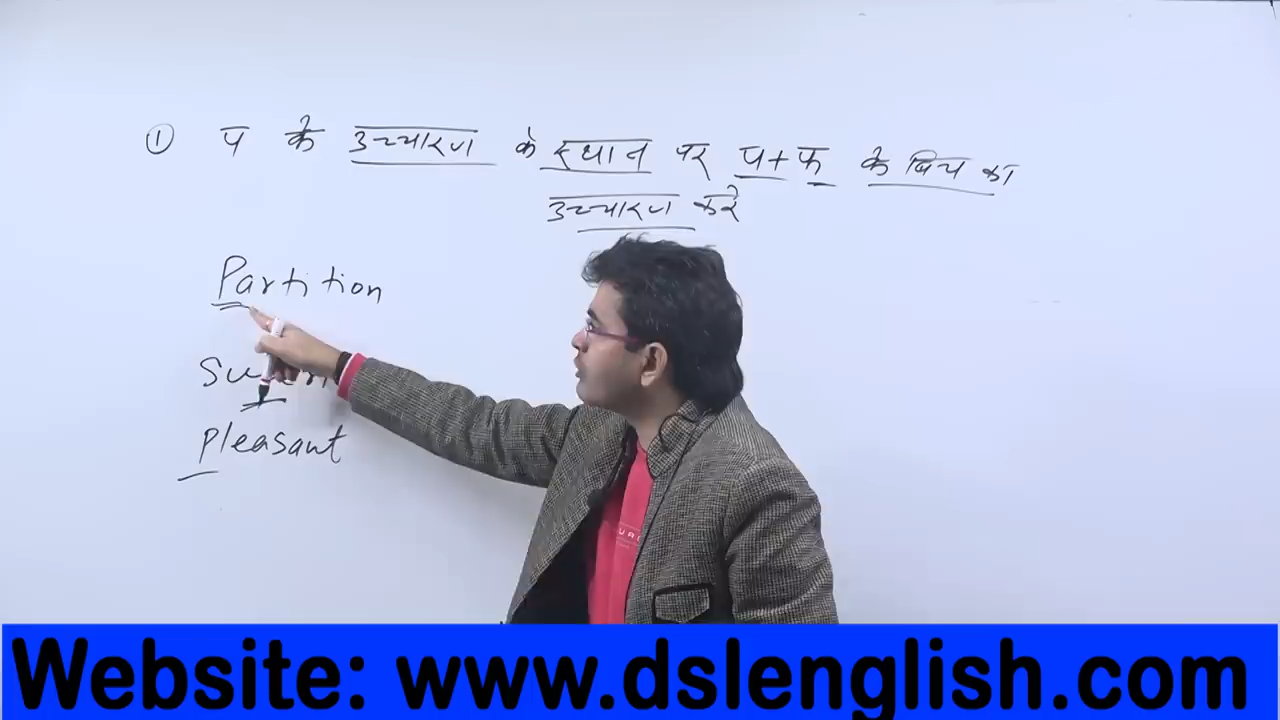 ① प के उच्चारण के स्थान पर प+फ के बिच का
उच्चारण करे
Partition
Pleasant
Website: www.dslenglish.com